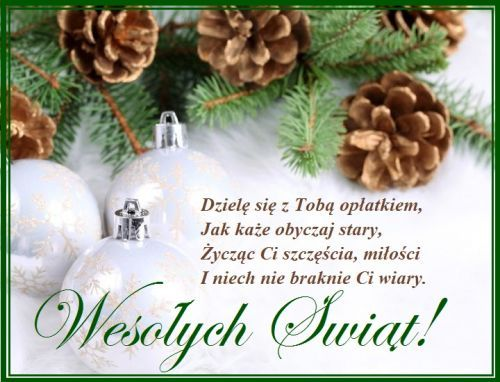 Dzielę się z Tobą opłatkiem,
Jak każe obyczaj stary,
Życząc Ci szczęścia, miłości
I niech nie braknie Ci wiary.
Wesołych Świąt!